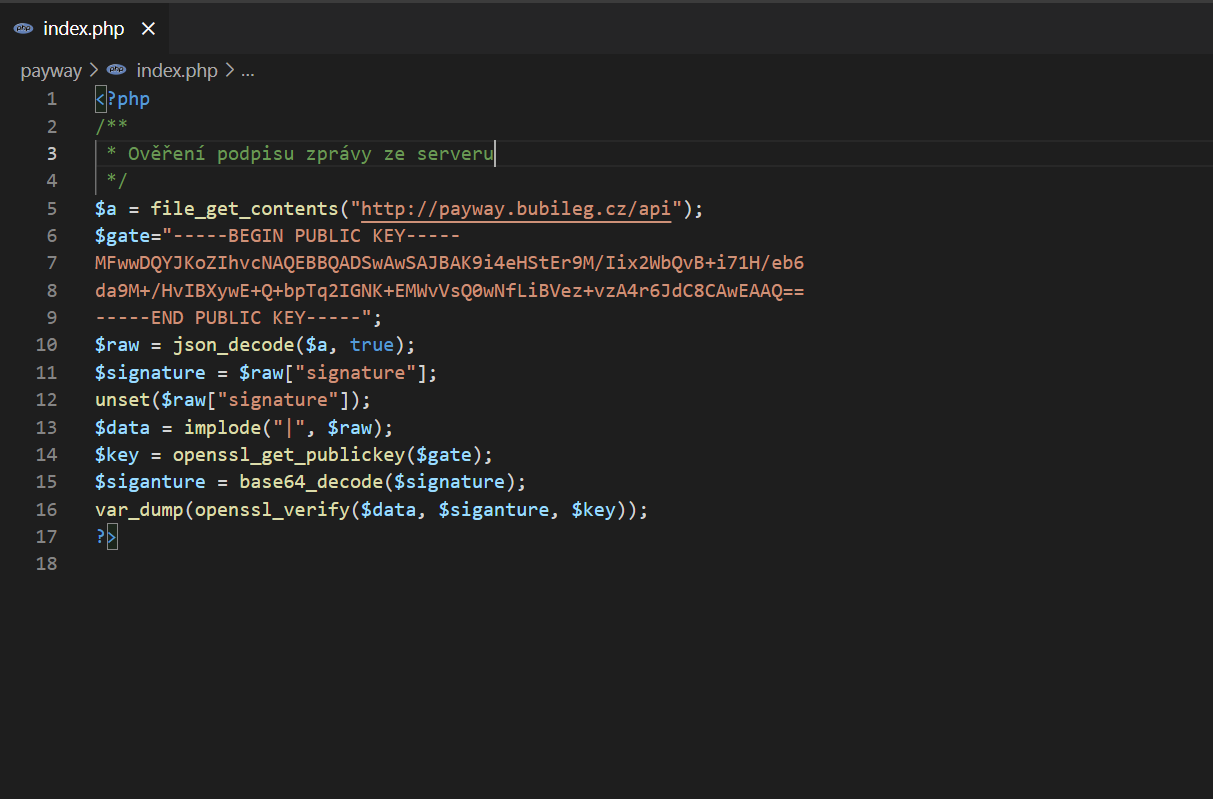 index.php
payway > index.php > ...
1 <?php
2 /**
3 * Ověření podpisu zprávy ze serveru
4 */
5 $a = file_get_contents("http://payway.bubileg.cz/api");
6 $gate="-----BEGIN PUBLIC KEY-----
7 MFwwDQYJKoZIhvcNAQEBBQADSwAwSAJBAK9i4eHStEr9M/Iix2WbQvB+i71H/eb6
8 da9M+/HvIBXywE+Q+bpTq2IGNK+EMWvVsQ0wNfLiBVez+vzA4r6JdC8CAwEAAQ==
9 -----END PUBLIC KEY-----";
10 $raw = json_decode($a, true);
11 $signature = $raw["signature"];
12 unset($raw["signature"]);
13 $data = implode("|", $raw);
14 $key = openssl_get_publickey($gate);
15 $siganture = base64_decode($signature);
16 var_dump(openssl_verify($data, $siganture, $key));
17 ?>
18